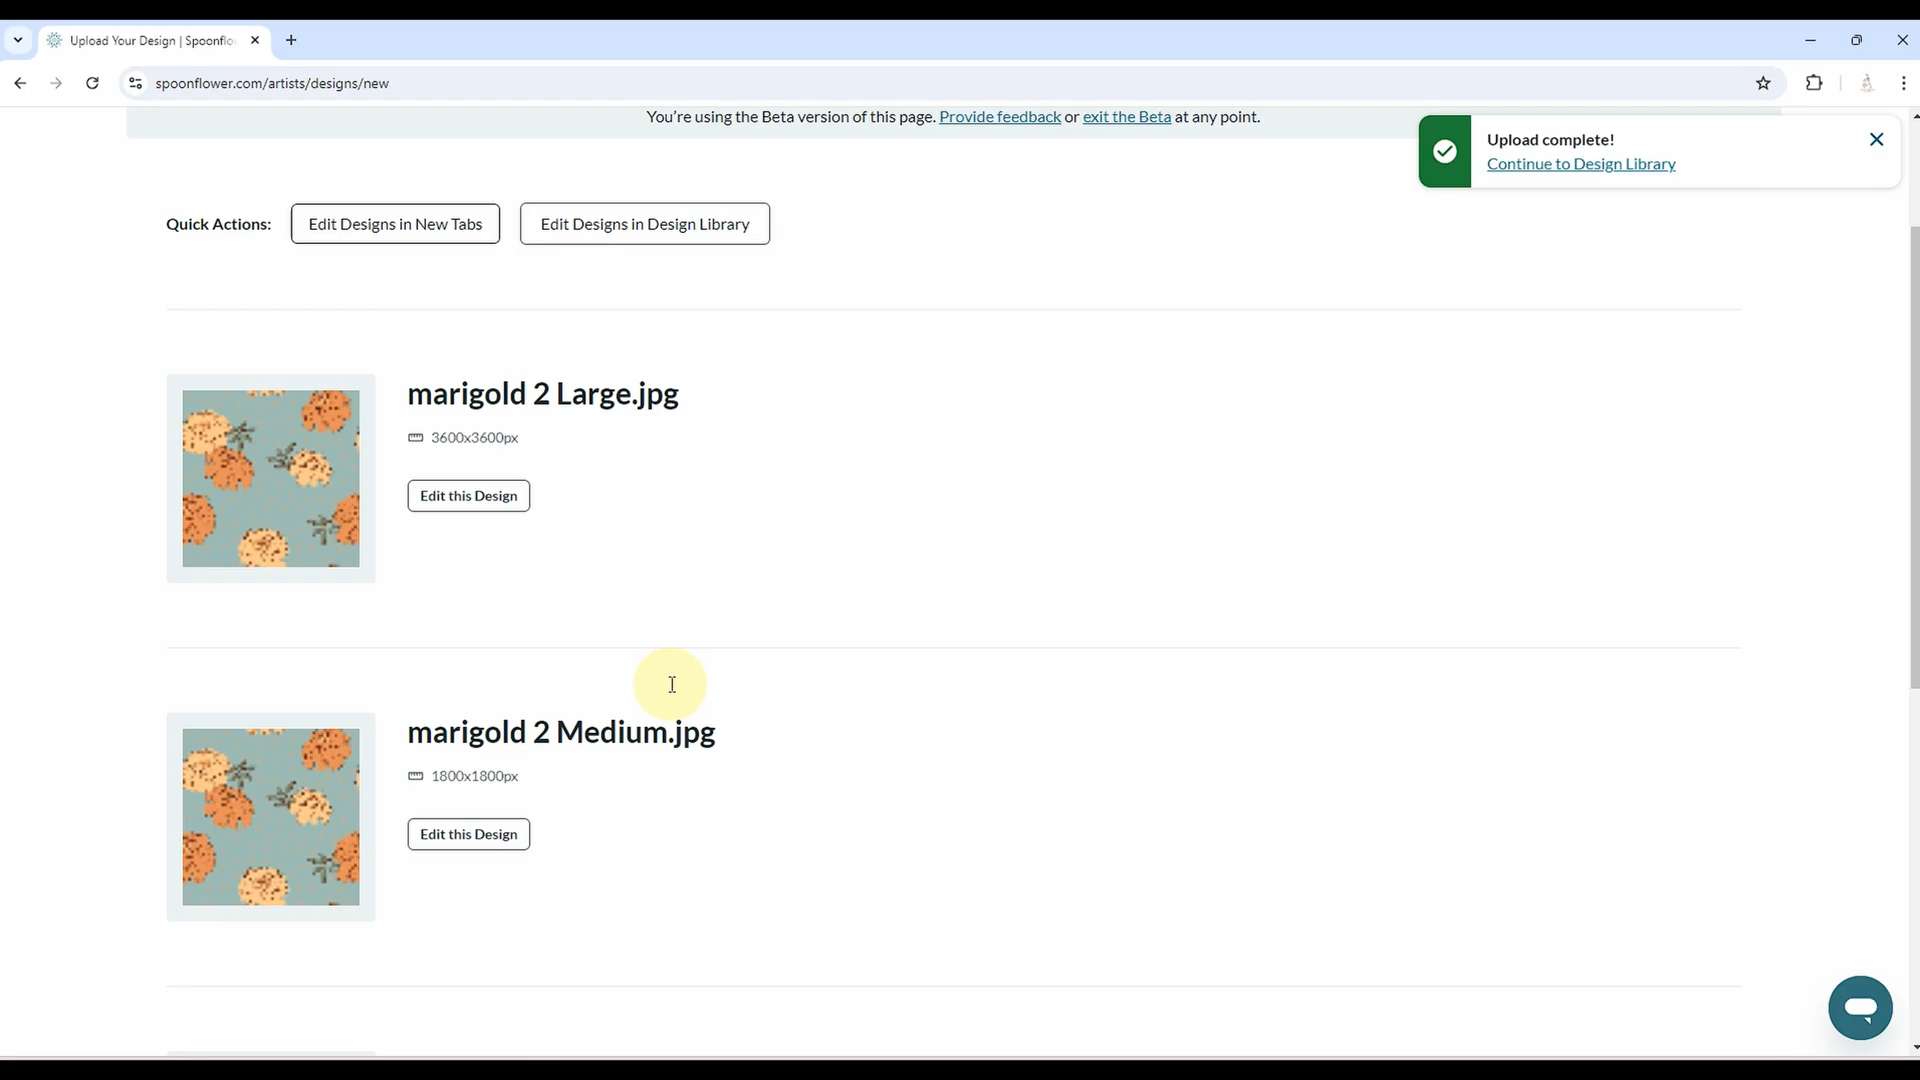 Upload Your Design | Spoonflo
spoonflower.com/artists/designs/new
You're using the Beta version of this page. Provide feedback or exit the Beta at any point.
Upload complete!
Continue to Design Library
Quick Actions:
Edit Designs in New Tabs
Edit Designs in Design Library
marigold 2 Large.jpg
3600x3600px
Edit this Design
marigold 2 Medium.jpg
1800x1800px
Edit this Design